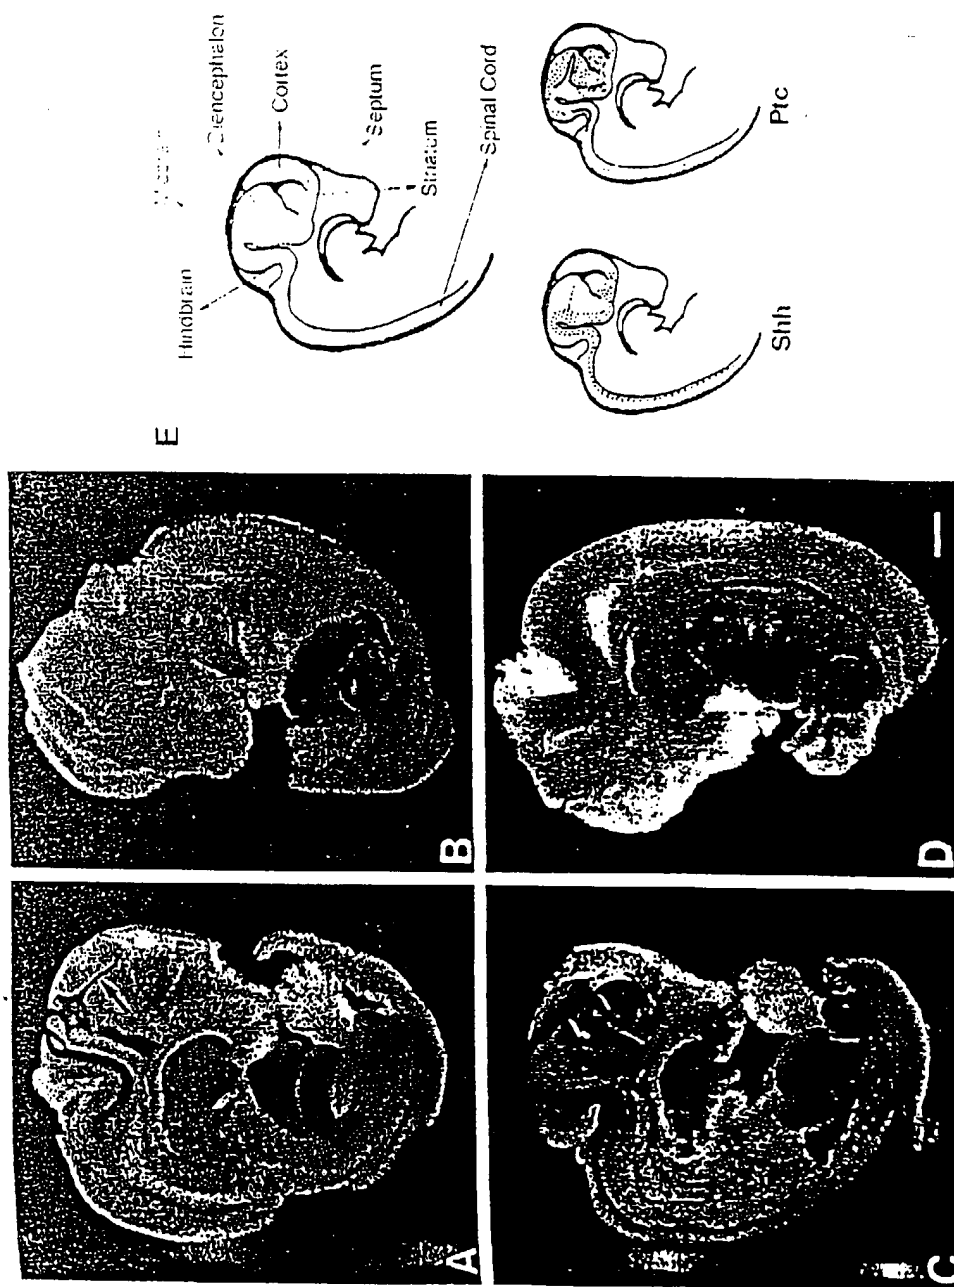 A
B
C
D
E
Hindbrain
Diencephalon
Cortex
Septum
Striatum
Spinal Cord
Shh
Ptc